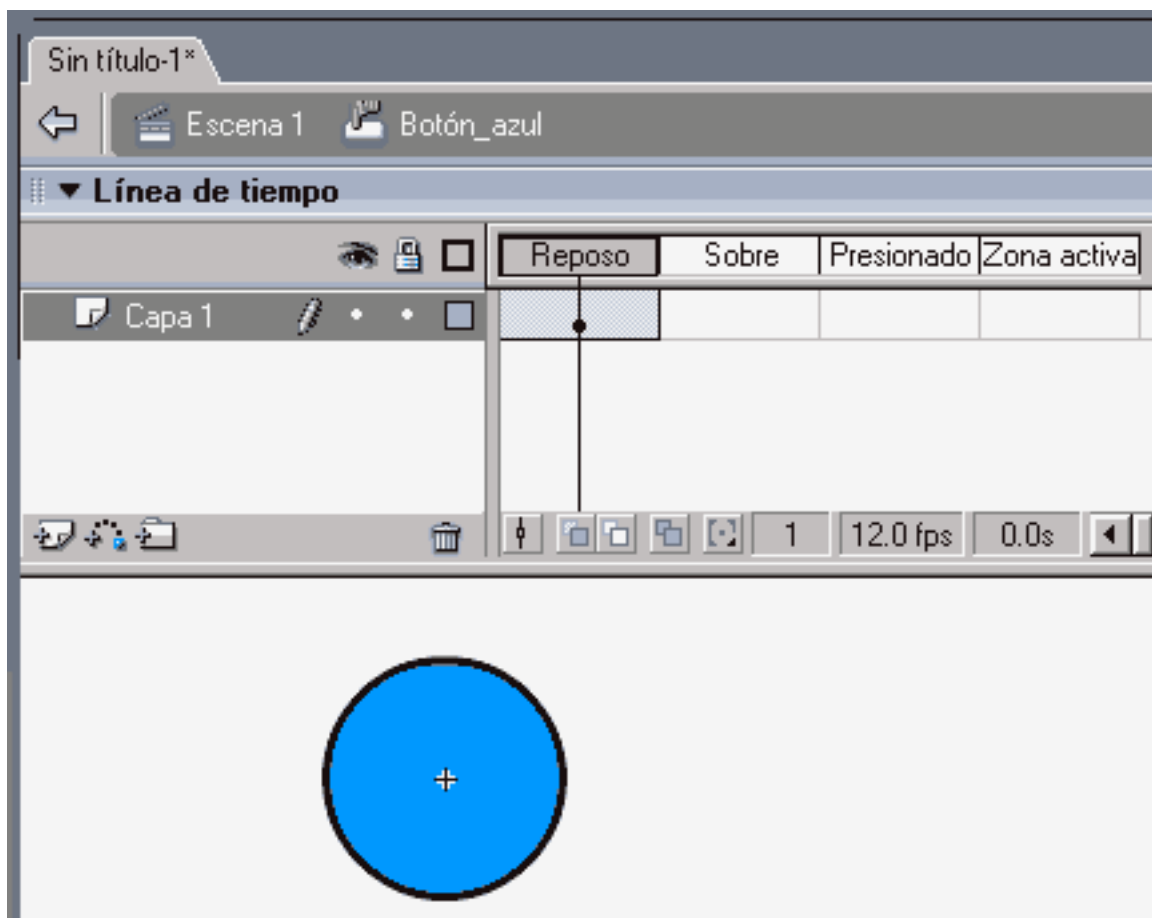 Sin título-1*
Escena 1 Botón_azul
Línea de tiempo
Reposo Sobre Presionado Zona activa
Capa 1
1 12.0 fps 0.0s